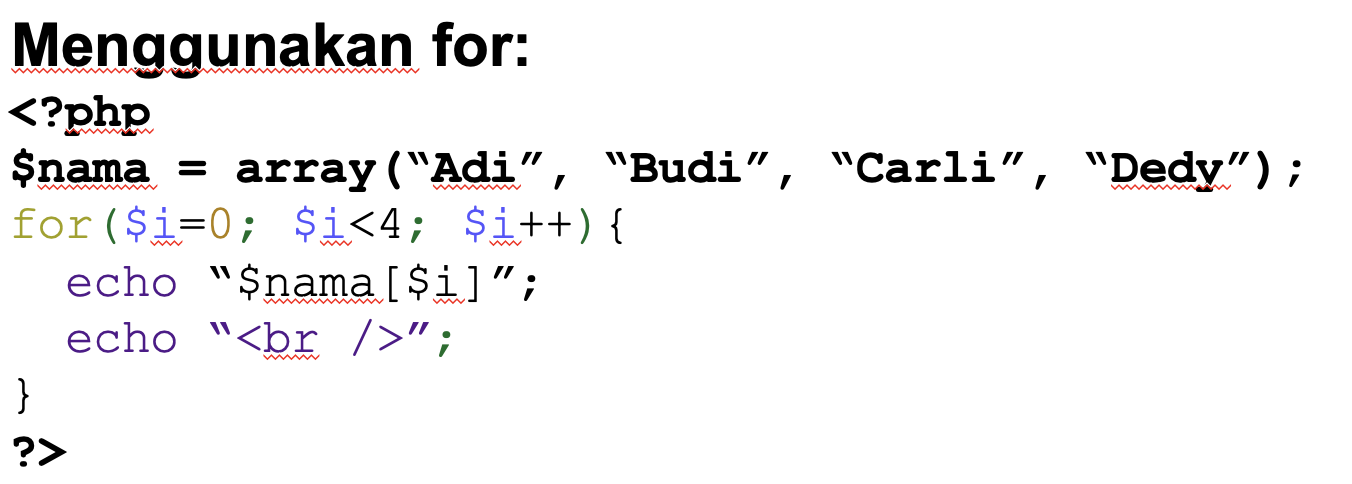 Menggunakan for:
<?php
$nama = array(“Adi”, “Budi”, “Carli”, “Dedy”);
for($i=0; $i<4; $i++){
  echo “$nama[$i]”;
  echo “<br />”;
}
?>